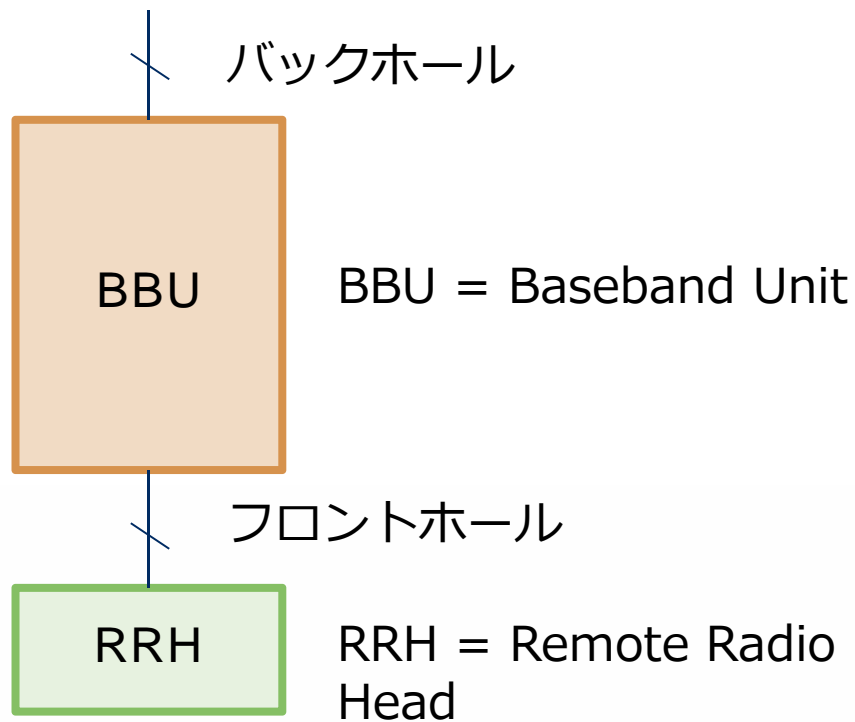 バックホール
BBU
BBU = Baseband Unit
フロントホール
RRH
RRH = Remote Radio
Head